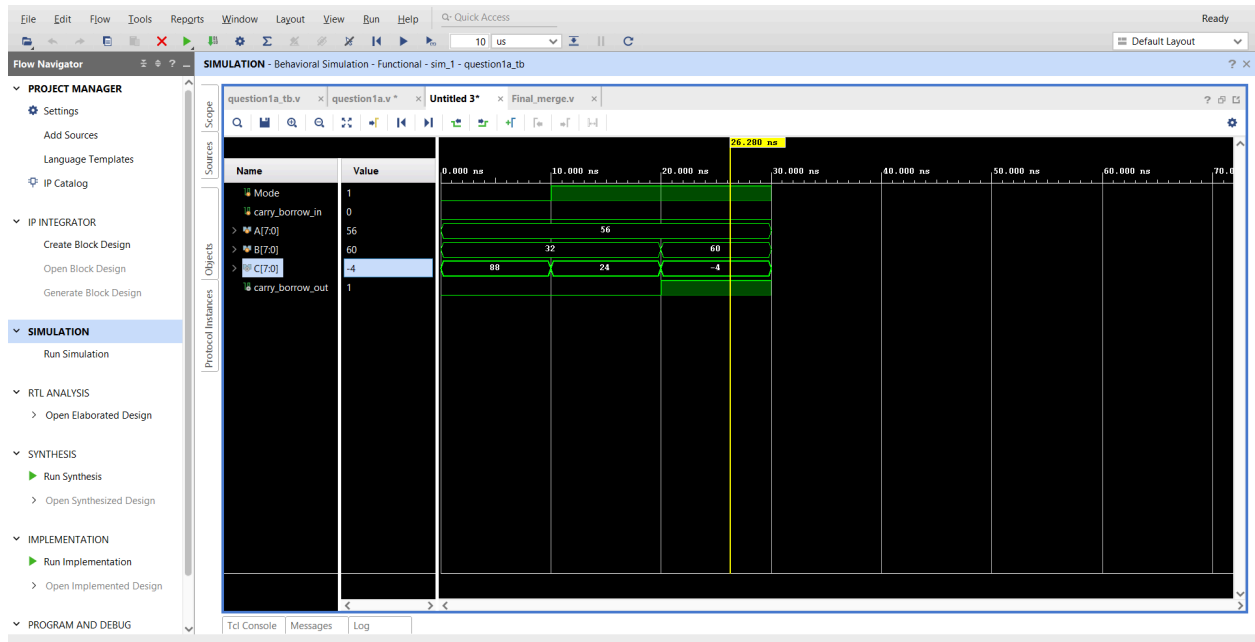 File Edit Flow Tools Reports Window Layout View Run Help Q- Quick Access Ready
10 us Default Layout
Flow Navigator ? _
SIMULATION - Behavioral Simulation - Functional - sim_1 - question1a_tb ? ×
PROJECT MANAGER
Settings
Add Sources
Language Templates
IP Catalog
IP INTEGRATOR
Create Block Design
Open Block Design
Generate Block Design
SIMULATION
Run Simulation
RTL ANALYSIS
Open Elaborated Design
SYNTHESIS
Run Synthesis
Open Synthesized Design
IMPLEMENTATION
Run Implementation
Open Implemented Design
PROGRAM AND DEBUG
Scope
Sources
Objects
Protocol Instances
question1a_tb.v × question1a.v * × Untitled 3* × Final_merge.v ×
26.280 ns
Name Value 0.000 ns 10.000 ns 20.000 ns 30.000 ns 40.000 ns 50.000 ns 60.000 ns 70.0
Mode 1
carry_borrow_in 0
A[7:0] 56 56
B[7:0] 60 32 60
C[7:0] -4 88 24 -4
carry_borrow_out 1
Tcl Console Messages Log